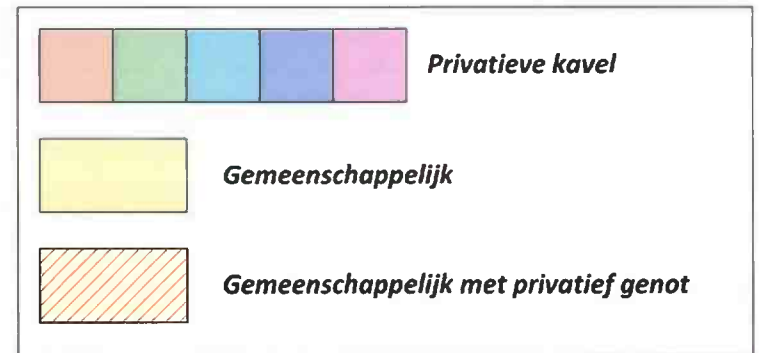 Privatieve kavel
Gemeenschappelijk
Gemeenschappelijk met privatief genot